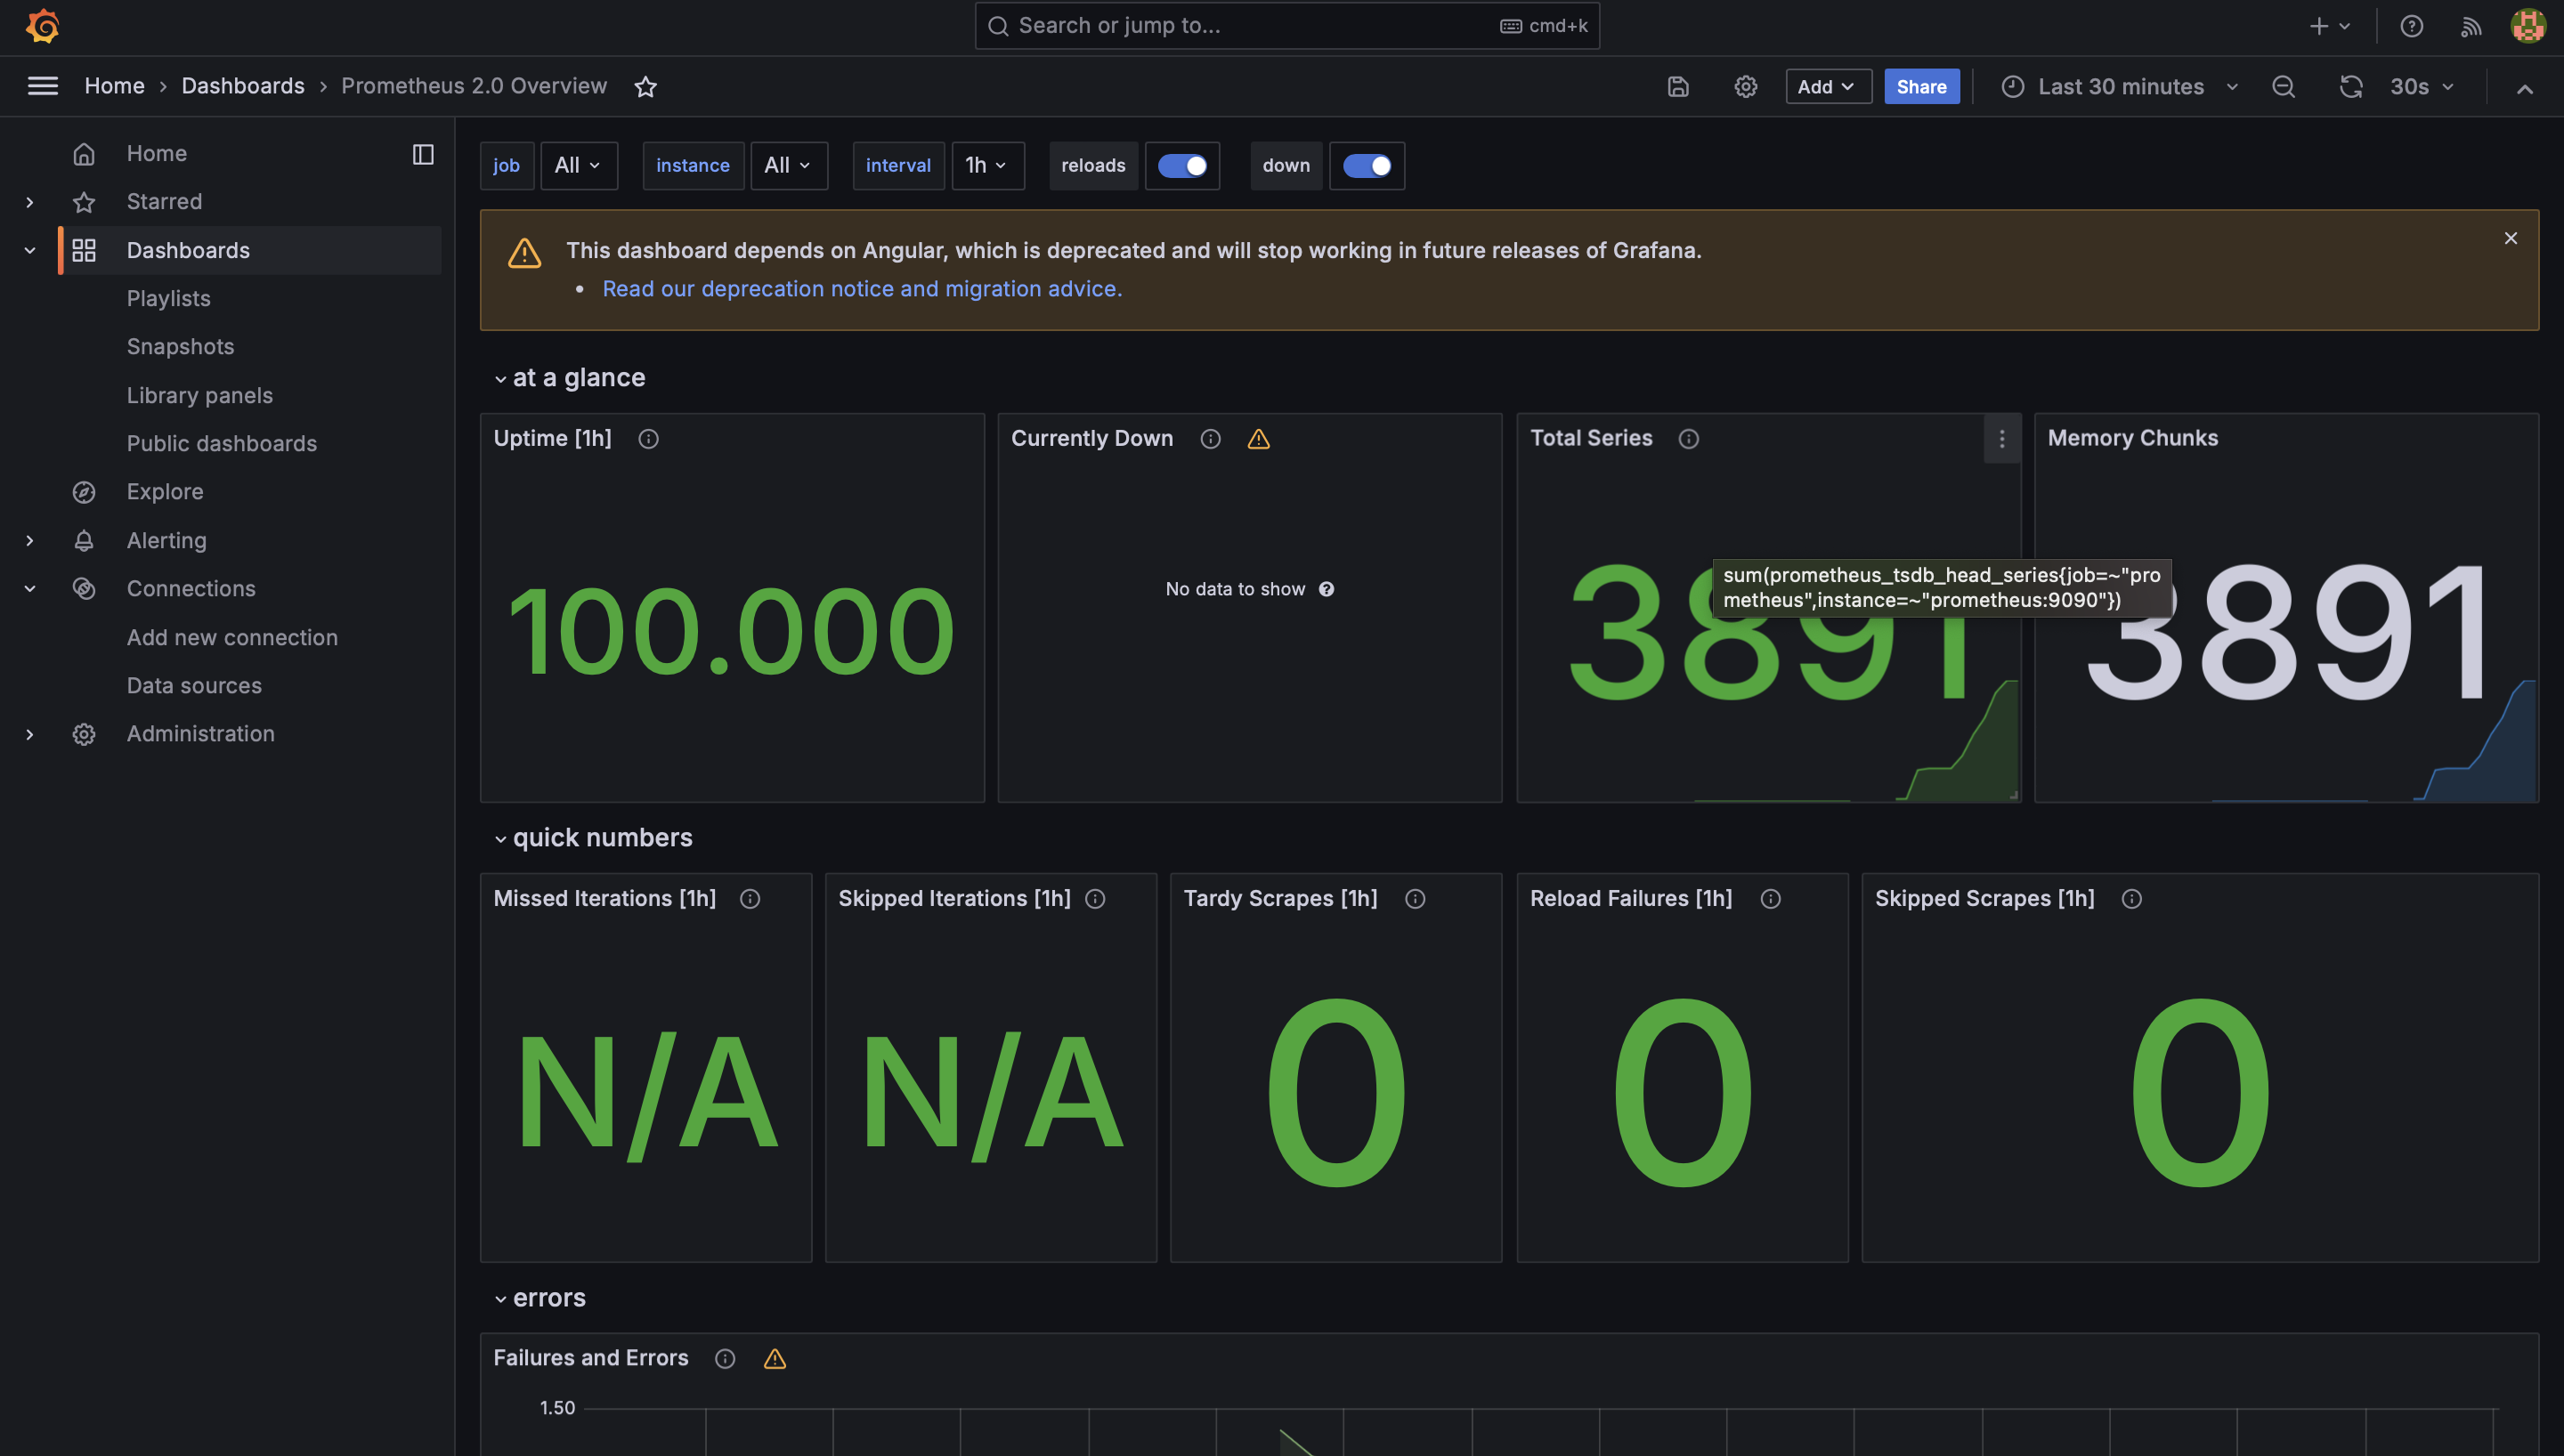 Search or jump to...
cmd+k
Home › Dashboards › Prometheus 2.0 Overview
Add
Share
Last 30 minutes
30s
Home
Starred
Dashboards
Playlists
Snapshots
Library panels
Public dashboards
Explore
Alerting
Connections
Add new connection
Data sources
Administration
job All instance All interval 1h reloads down
This dashboard depends on Angular, which is deprecated and will stop working in future releases of Grafana.
• Read our deprecation notice and migration advice.
at a glance
Uptime [1h]
100.000
Currently Down
No data to show
Total Series
3891
sum(prometheus_tsdb_head_series{job=~"pro
metheus",instance=~"prometheus:9090"})
Memory Chunks
3891
quick numbers
Missed Iterations [1h]
N/A
Skipped Iterations [1h]
N/A
Tardy Scrapes [1h]
0
Reload Failures [1h]
0
Skipped Scrapes [1h]
0
errors
Failures and Errors
1.50